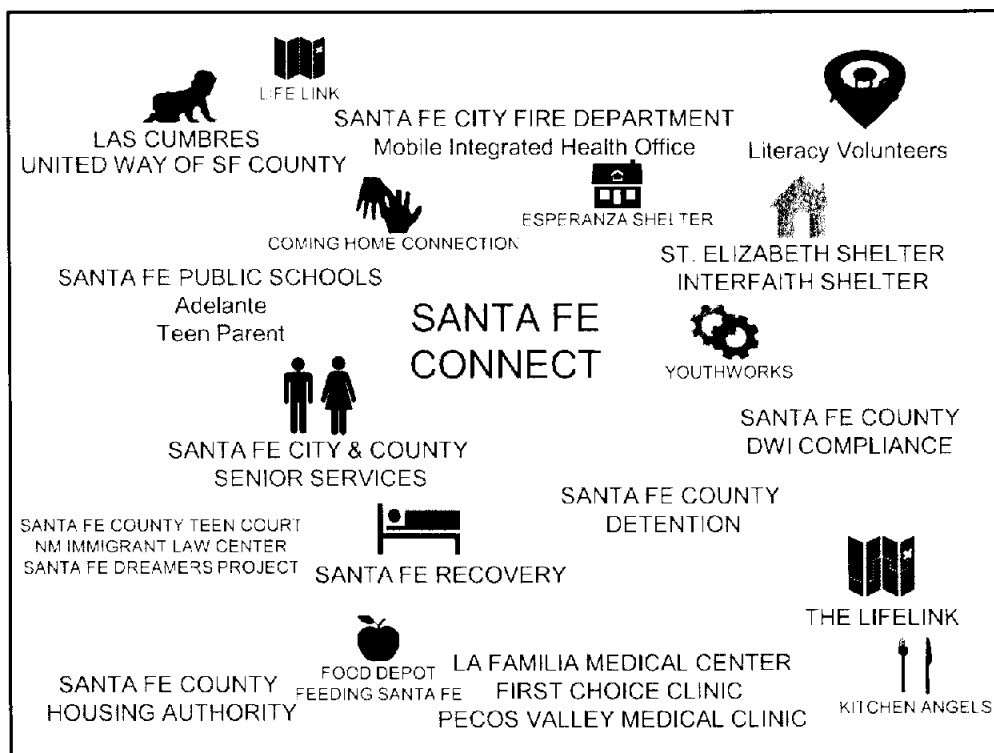 LIFE LINK
LAS CUMBRES
UNITED WAY OF SF COUNTY
SANTA FE CITY FIRE DEPARTMENT
Mobile Integrated Health Office
Literacy Volunteers
COMING HOME CONNECTION
ESPERANZA SHELTER
ST. ELIZABETH SHELTER
INTERFAITH SHELTER
SANTA FE PUBLIC SCHOOLS
Adelante
Teen Parent
SANTA FE
CONNECT
YOUTHWORKS
SANTA FE COUNTY
DWI COMPLIANCE
SANTA FE CITY & COUNTY
SENIOR SERVICES
SANTA FE COUNTY
DETENTION
SANTA FE COUNTY TEEN COURT
NM IMMIGRANT LAW CENTER
SANTA FE DREAMERS PROJECT
SANTA FE RECOVERY
THE LIFELINK
SANTA FE COUNTY
HOUSING AUTHORITY
FOOD DEPOT
FEEDING SANTA FE
LA FAMILIA MEDICAL CENTER
FIRST CHOICE CLINIC
PECOS VALLEY MEDICAL CLINIC
KITCHEN ANGELS